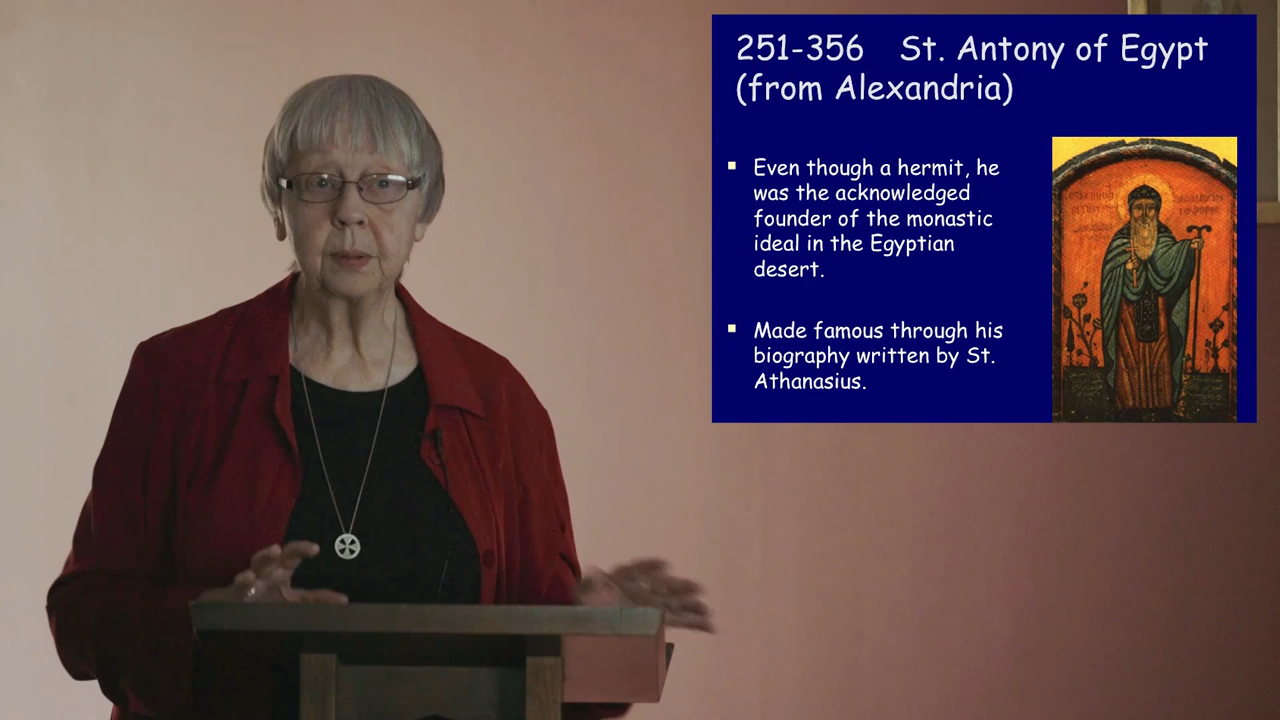 251-356 St. Antony of Egypt
(from Alexandria)
Even though a hermit, he
was the acknowledged
founder of the monastic
ideal in the Egyptian
desert.
Made famous through his
biography written by St.
Athanasius.